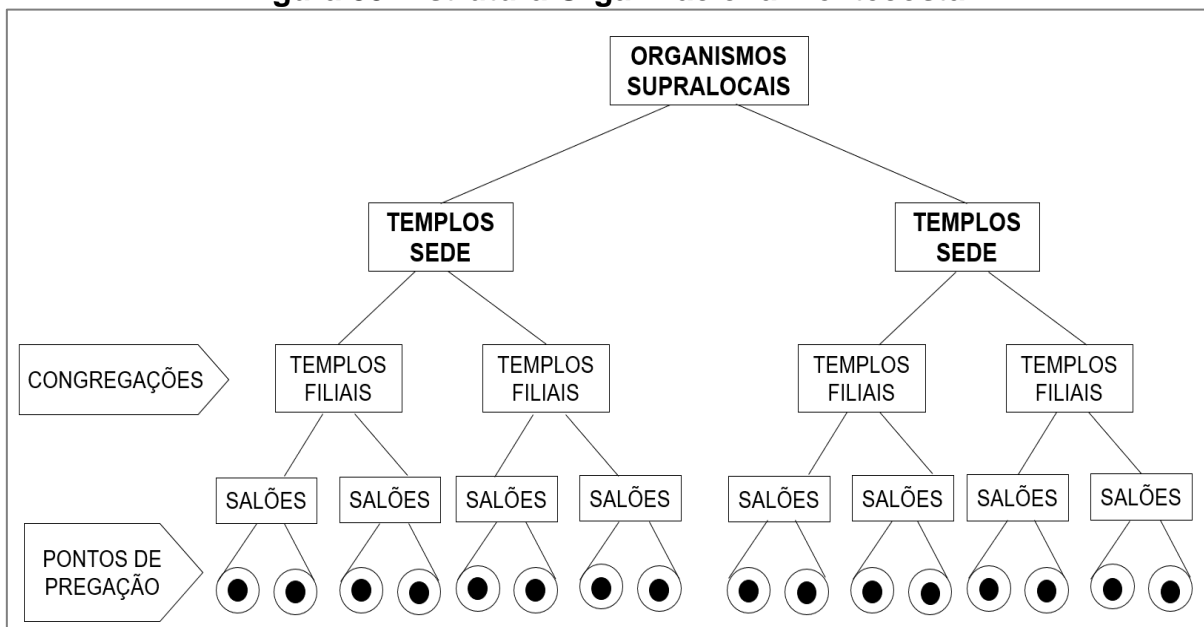 ORGANISMOS
SUPRALOCAIS
TEMPLOS
SEDE
TEMPLOS
SEDE
CONGREGAÇÕES
TEMPLOS
FILIAIS
TEMPLOS
FILIAIS
TEMPLOS
FILIAIS
TEMPLOS
FILIAIS
SALÕES
SALÕES
SALÕES
SALÕES
SALÕES
SALÕES
SALÕES
SALÕES
PONTOS DE
PREGAÇÃO